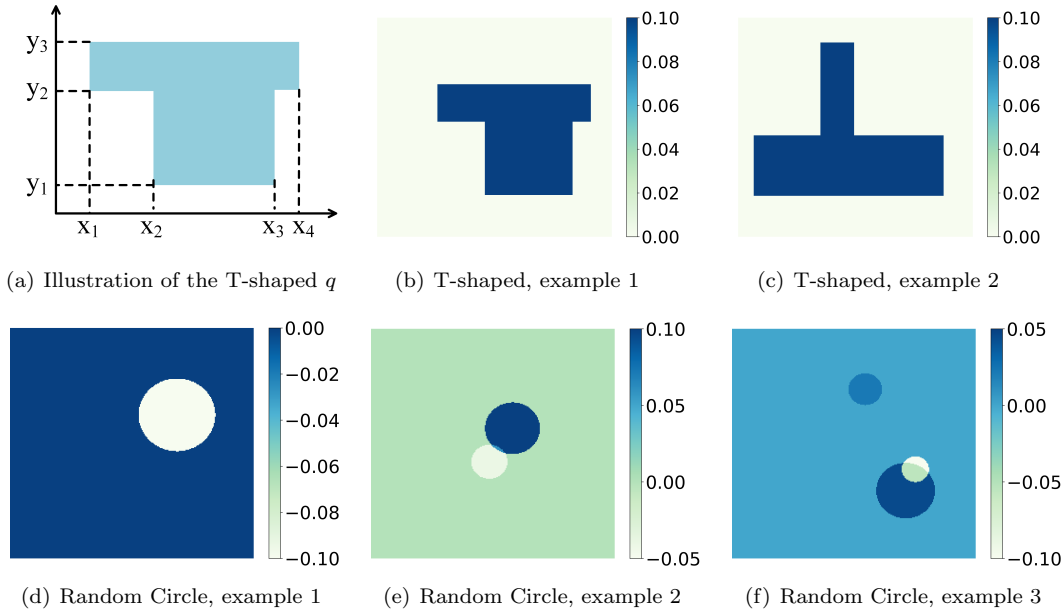 y₃
y₂
y₁
x₁ x₂ x₃ x₄
0.10
0.08
0.06
0.04
0.02
0.00
0.10
0.08
0.06
0.04
0.02
0.00
(a) Illustration of the T-shaped q
(b) T-shaped, example 1
(c) T-shaped, example 2
0.00
−0.02
−0.04
−0.06
−0.08
−0.10
0.10
0.05
0.00
−0.05
0.05
0.00
−0.05
−0.10
(d) Random Circle, example 1
(e) Random Circle, example 2
(f) Random Circle, example 3